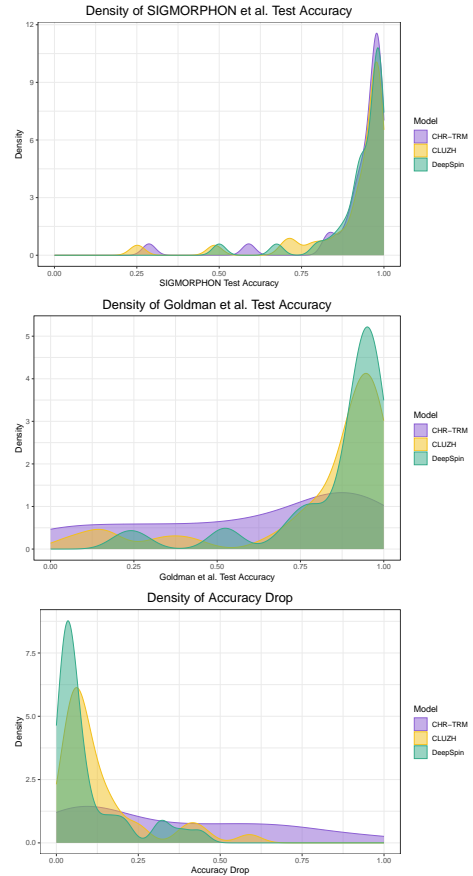 Density of SIGMORPHON et al. Test Accuracy
12
9
6
3
0
Density
0.00 0.25 0.50 0.75 1.00
SIGMORPHON Test Accuracy
Model
CHR−TRM
CLUZH
DeepSpin
Density of Goldman et al. Test Accuracy
5
4
3
2
1
0
Density
0.00 0.25 0.50 0.75 1.00
Goldman et al. Test Accuracy
Model
CHR−TRM
CLUZH
DeepSpin
Density of Accuracy Drop
7.5
5.0
2.5
0.0
Density
0.00 0.25 0.50 0.75 1.00
Accuracy Drop
Model
CHR−TRM
CLUZH
DeepSpin